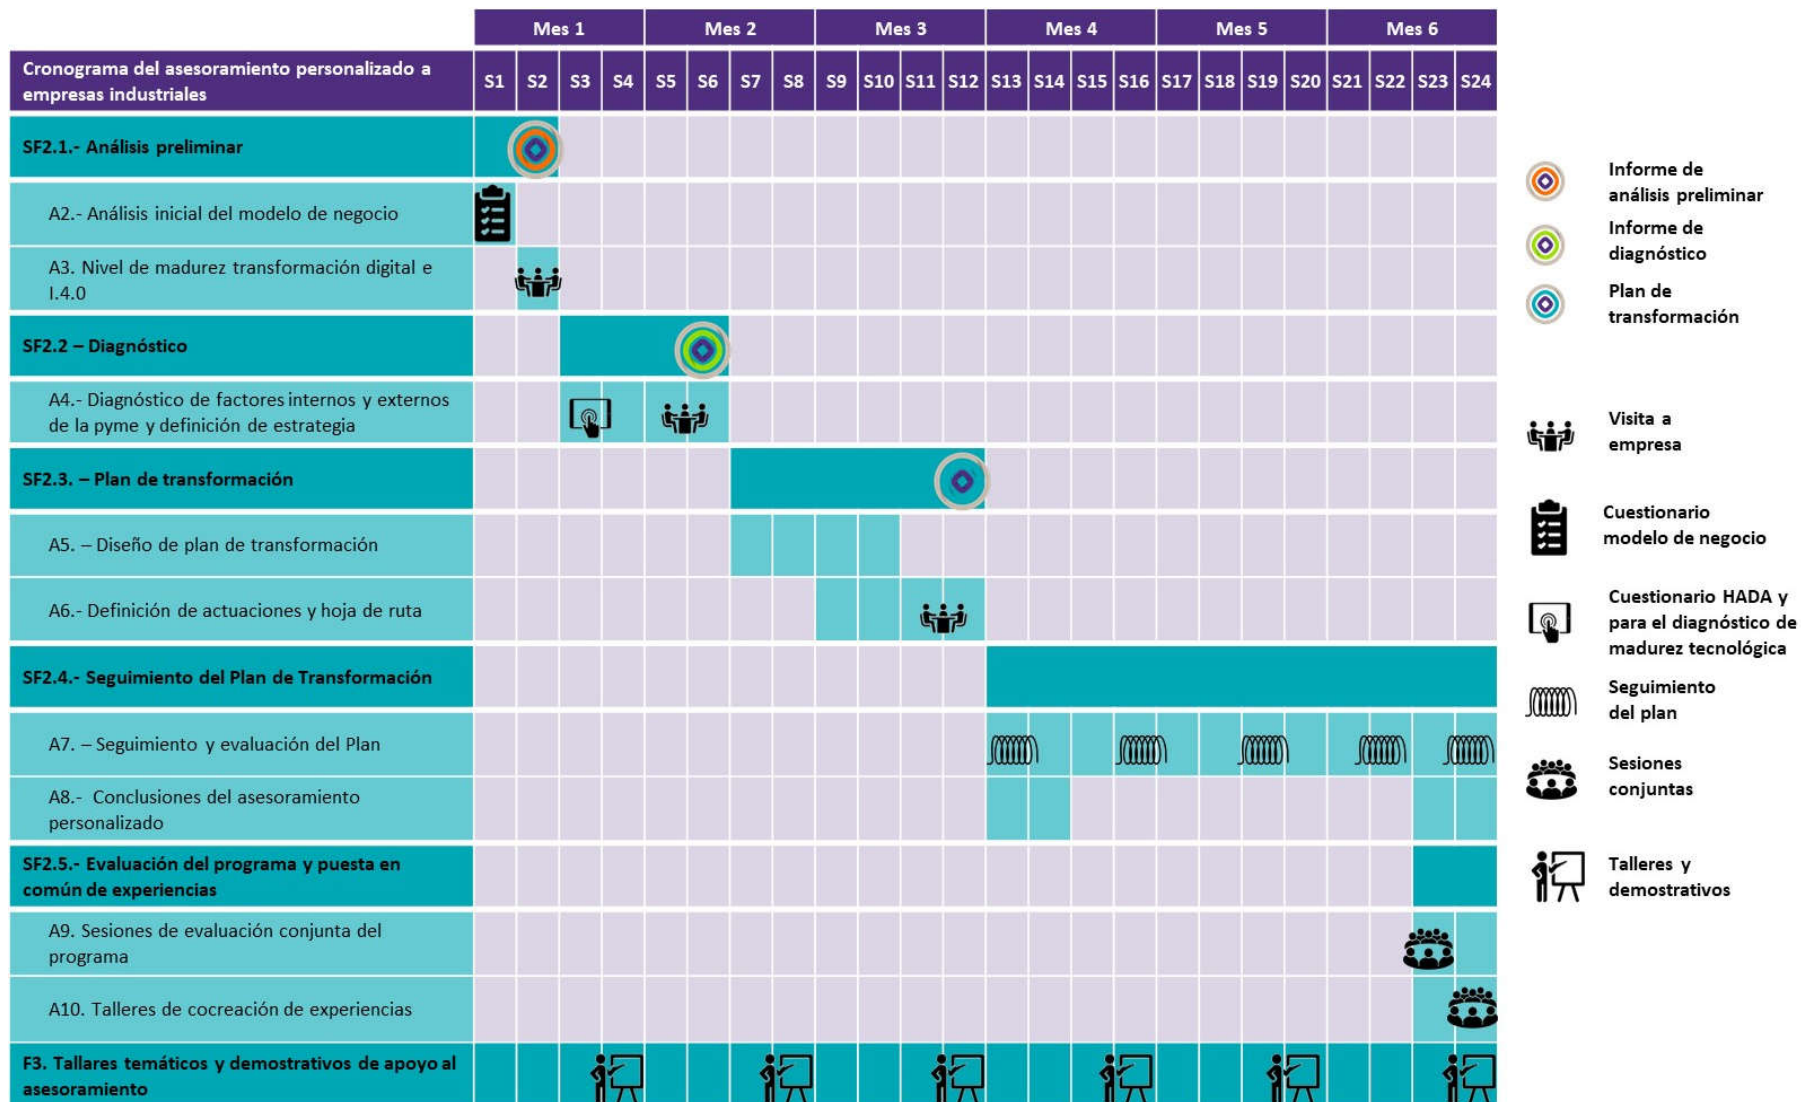 Mes 1 Mes 2 Mes 3 Mes 4 Mes 5 Mes 6
Cronograma del asesoramiento personalizado a
empresas industriales
S1 S2 S3 S4 S5 S6 S7 S8 S9 S10 S11 S12 S13 S14 S15 S16 S17 S18 S19 S20 S21 S22 S23 S24
SF2.1.- Análisis preliminar
A2.- Análisis inicial del modelo de negocio
A3. Nivel de madurez transformación digital e
I.4.0
SF2.2 – Diagnóstico
A4.- Diagnóstico de factores internos y externos
de la pyme y definición de estrategia
SF2.3. – Plan de transformación
A5. – Diseño de plan de transformación
A6.- Definición de actuaciones y hoja de ruta
SF2.4.- Seguimiento del Plan de Transformación
A7. – Seguimiento y evaluación del Plan
A8.- Conclusiones del asesoramiento
personalizado
SF2.5.- Evaluación del programa y puesta en
común de experiencias
A9. Sesiones de evaluación conjunta del
programa
A10. Talleres de cocreación de experiencias
F3. Tallares temáticos y demostrativos de apoyo al
asesoramiento
Informe de
análisis preliminar
Informe de
diagnóstico
Plan de
transformación
Visita a
empresa
Cuestionario
modelo de negocio
Cuestionario HADA y
para el diagnóstico de
madurez tecnológica
Seguimiento
del plan
Sesiones
conjuntas
Talleres y
demostrativos